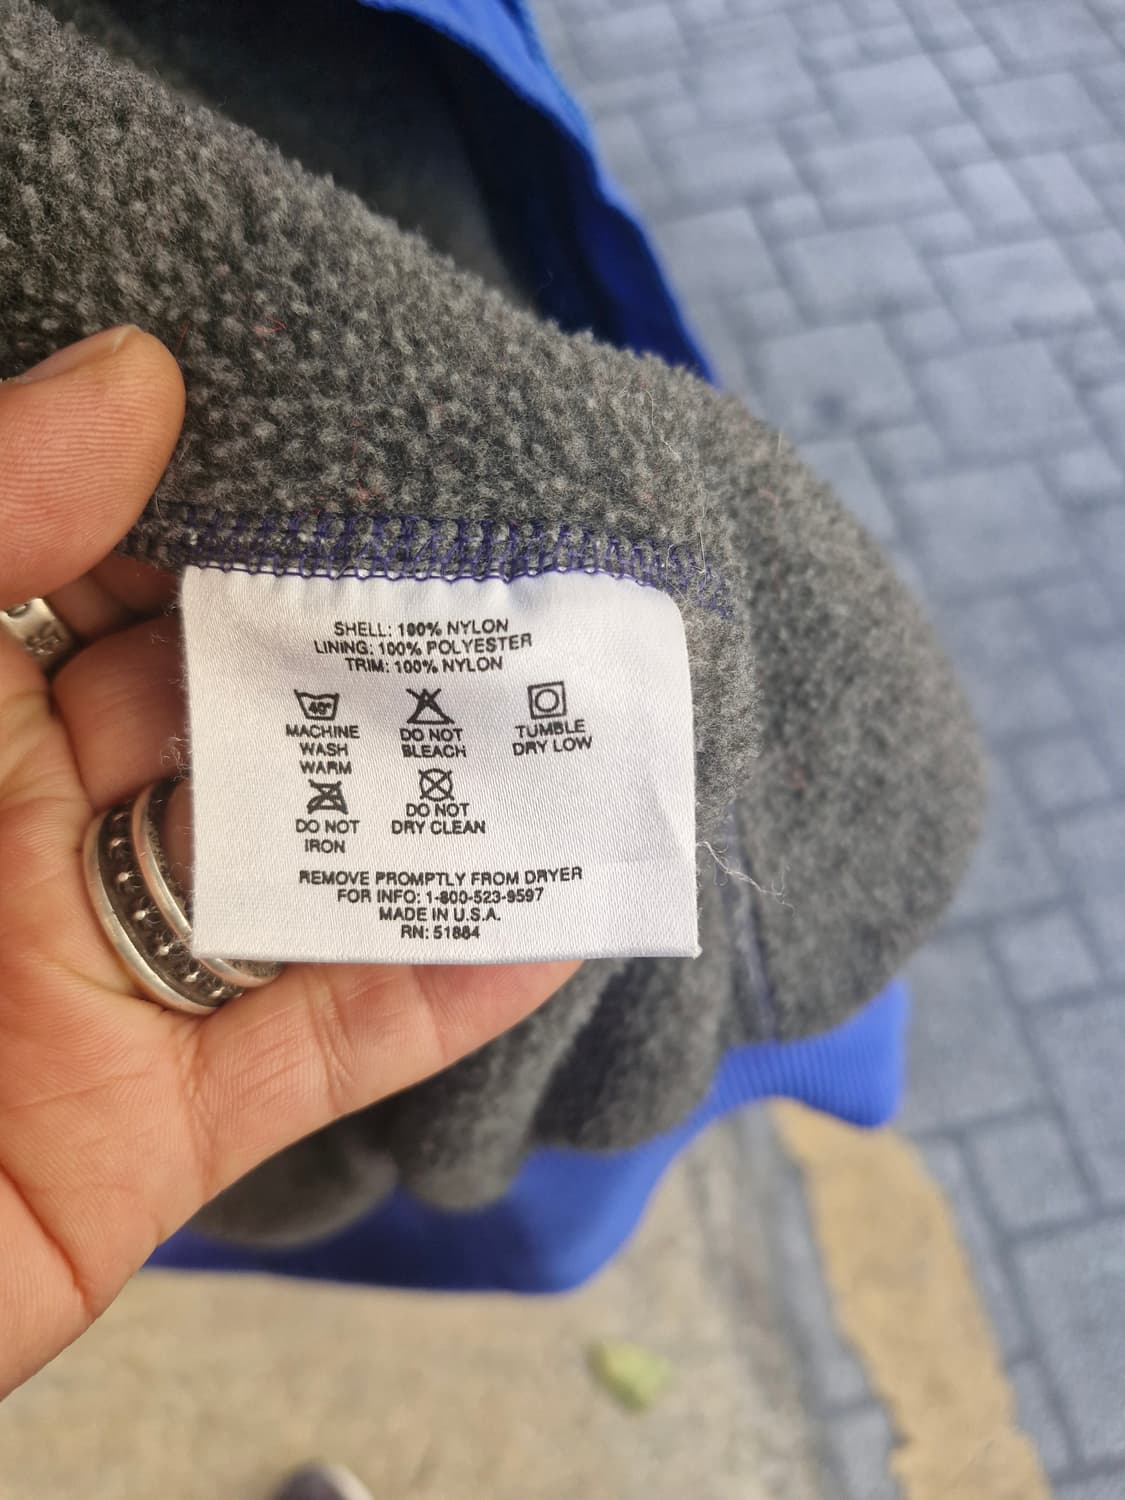 SHELL: 100% NYLON
LINING: 100% POLYESTER
TRIM: 100% NYLON
40°
MACHINE WASH WARM
DO NOT BLEACH
TUMBLE DRY LOW
DO NOT IRON
DO NOT DRY CLEAN
REMOVE PROMPTLY FROM DRYER
FOR INFO: 1-800-523-9597
MADE IN U.S.A.
RN: 51884